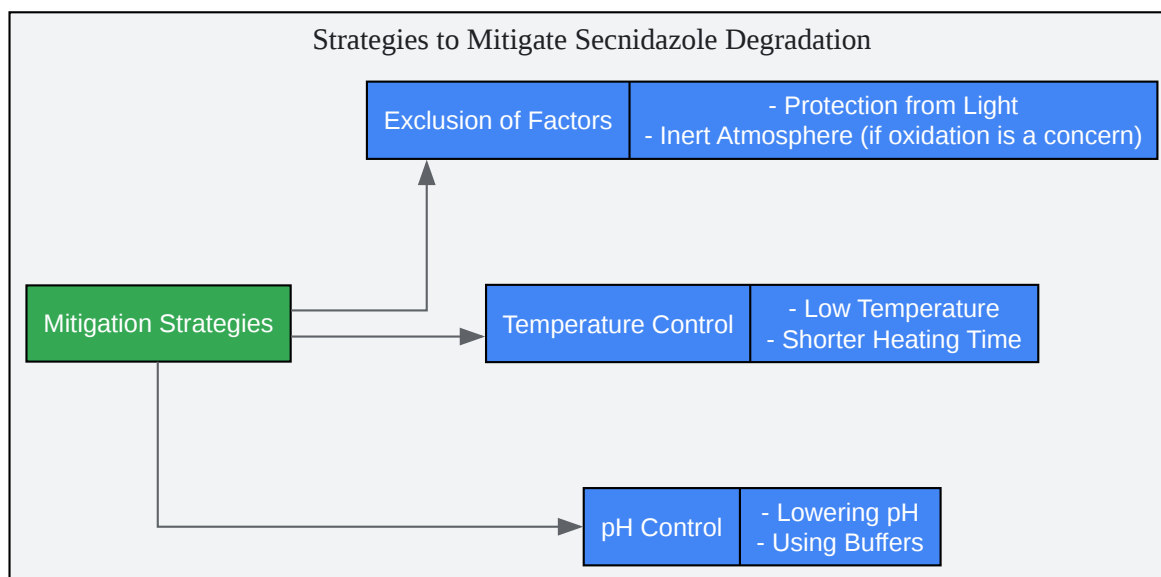 Strategies to Mitigate Secnidazole Degradation
Exclusion of Factors
- Protection from Light
- Inert Atmosphere (if oxidation is a concern)
Mitigation Strategies
Temperature Control
- Low Temperature
- Shorter Heating Time
pH Control
- Lowering pH
- Using Buffers